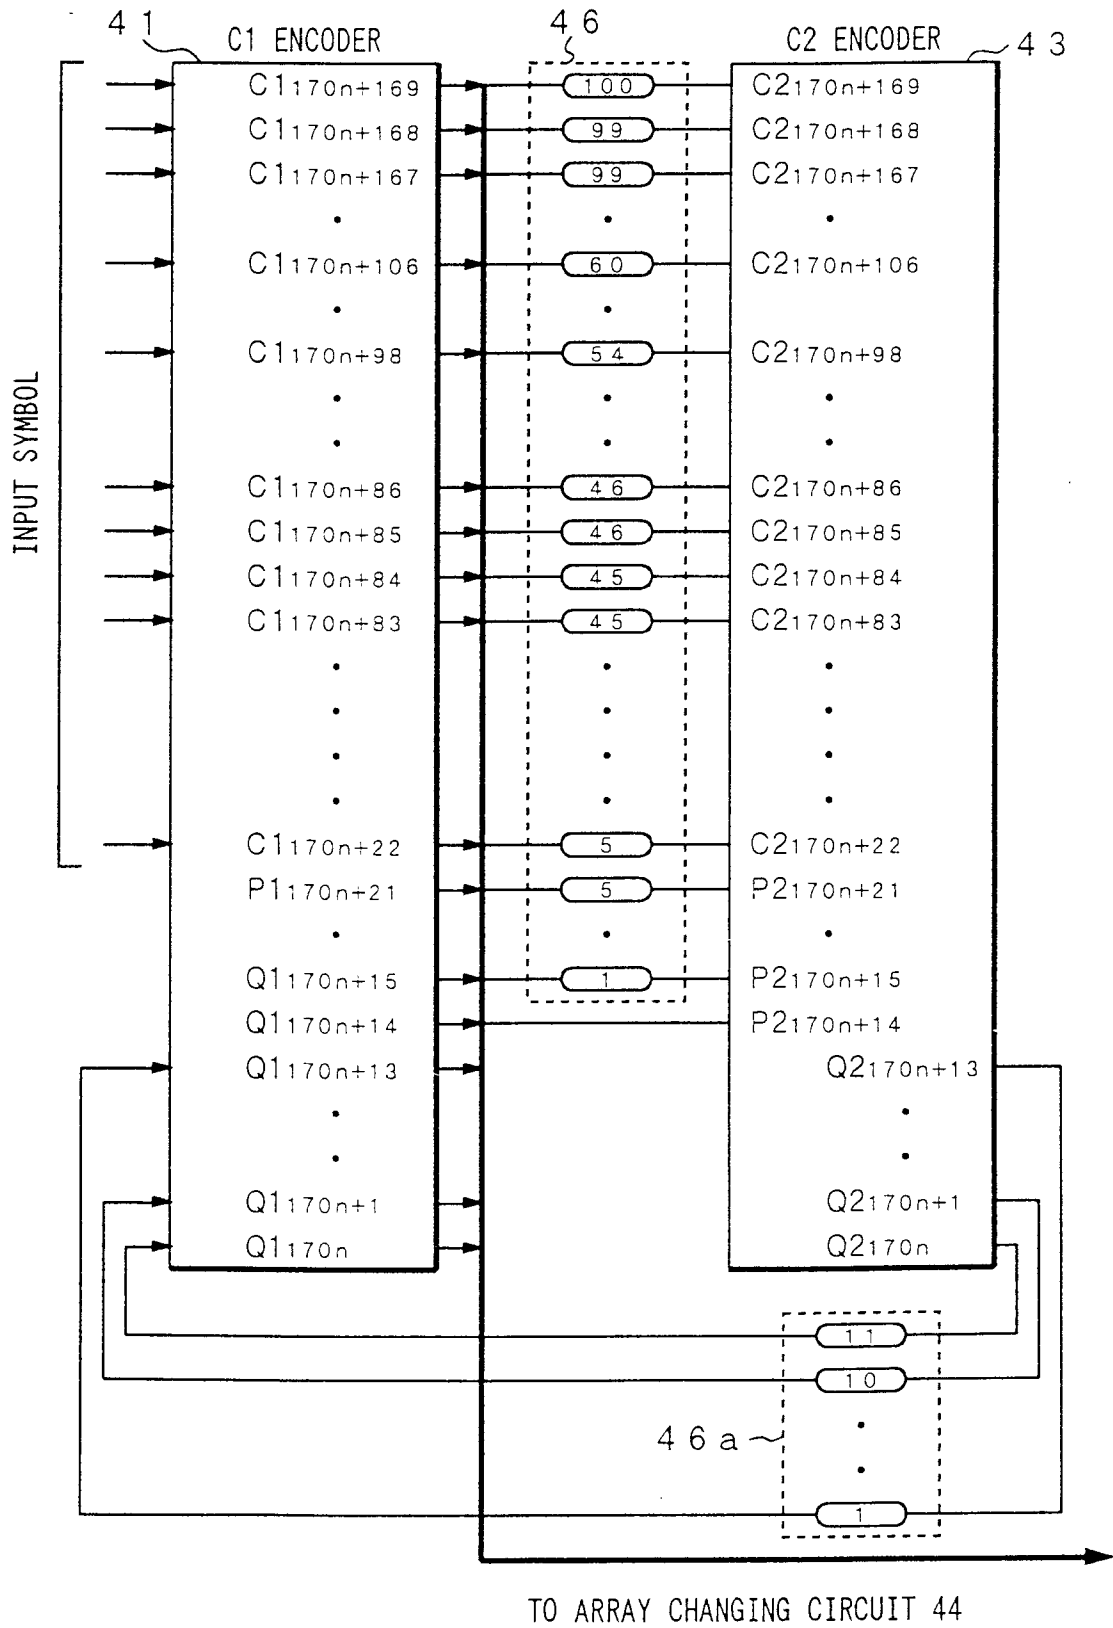 41 C1 ENCODER 46 C2 ENCODER 43
C1170n+169 100 C2170n+169
C1170n+168 99 C2170n+168
C1170n+167 99 C2170n+167
C1170n+106 60 C2170n+106
C1170n+98 54 C2170n+98
INPUT SYMBOL
C1170n+86 46 C2170n+86
C1170n+85 46 C2170n+85
C1170n+84 45 C2170n+84
C1170n+83 45 C2170n+83
C1170n+22 5 C2170n+22
P1170n+21 5 P2170n+21
Q1170n+15 1 P2170n+15
Q1170n+14 P2170n+14
Q1170n+13 Q2170n+13
Q1170n+1 Q2170n+1
Q1170n Q2170n
11
10
46a
1
TO ARRAY CHANGING CIRCUIT 44